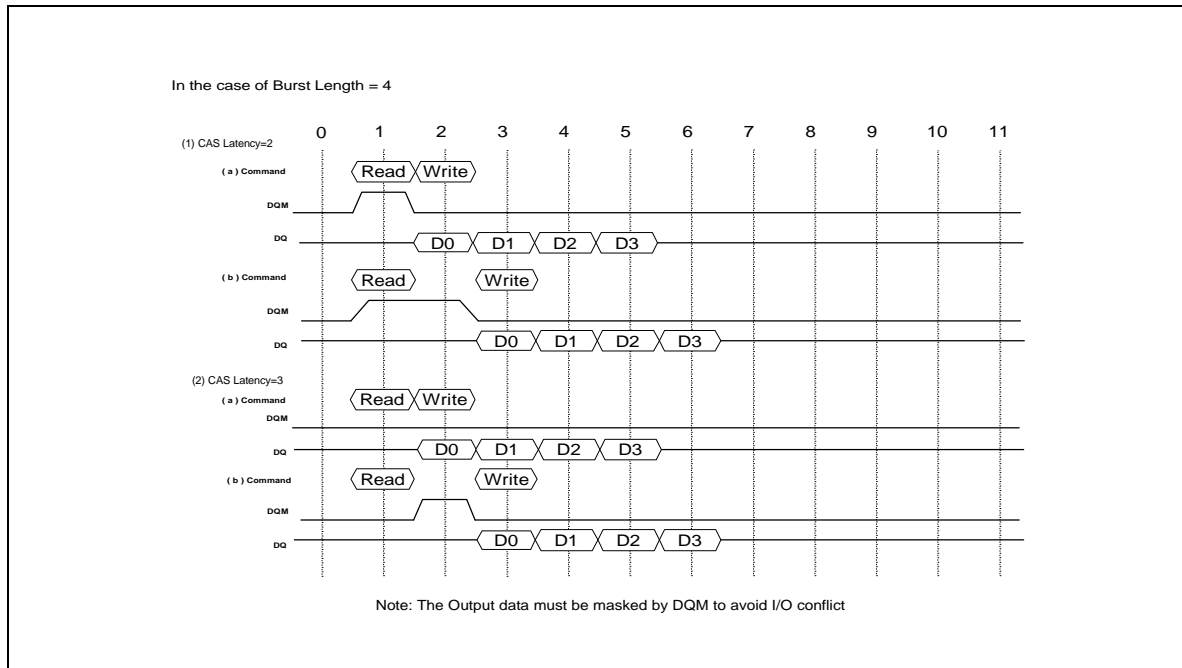 In the case of Burst Length = 4
0 1 2 3 4 5 6 7 8 9 10 11
(1) CAS Latency=2
( a ) Command Read Write
DQM
DQ D0 D1 D2 D3
( b ) Command Read Write
DQM
DQ D0 D1 D2 D3
(2) CAS Latency=3
( a ) Command Read Write
DQM
DQ D0 D1 D2 D3
( b ) Command Read Write
DQM
DQ D0 D1 D2 D3
Note: The Output data must be masked by DQM to avoid I/O conflict